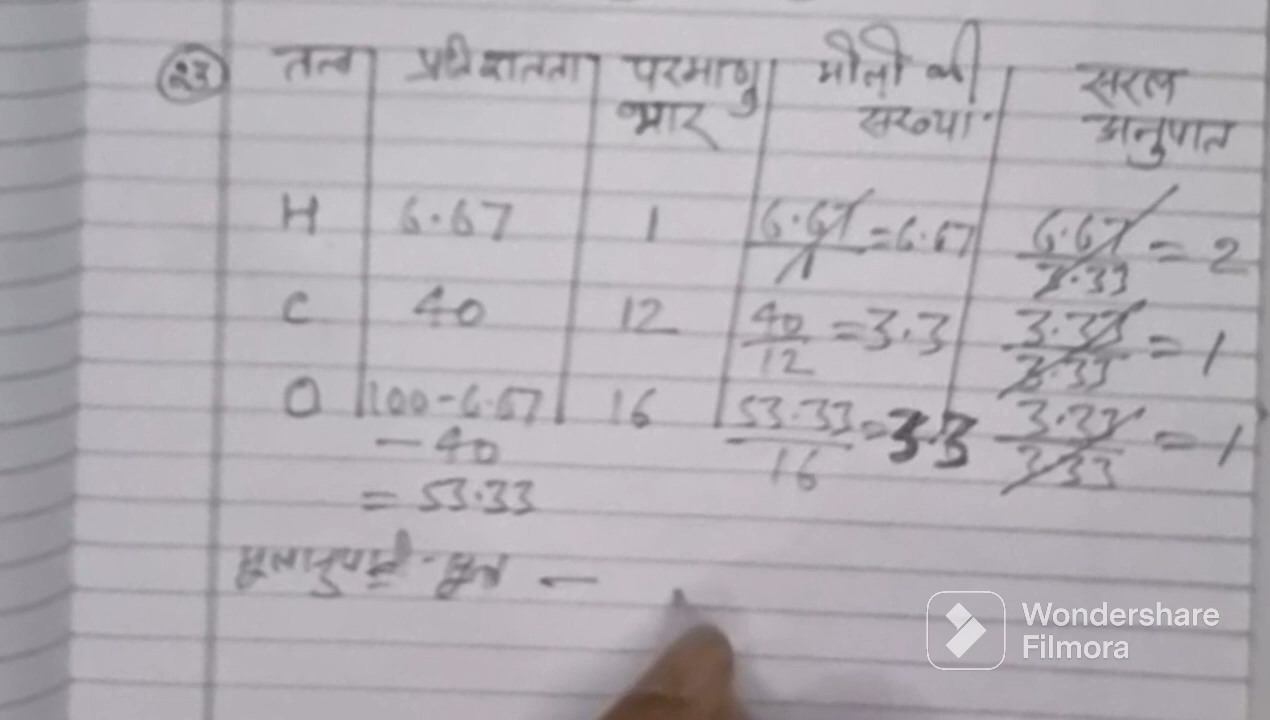 २३ तत्व प्रतिशतता परमाणु भार मोलो की संख्या सरल अनुपात
H 6.67 1 6.67/1 = 6.67 6.67/3.33 = 2
C 40 12 40/12 = 3.3 3.33/3.33 = 1
O 100-6.67 16 53.33/16 = 3.3 3.33/3.33 = 1
- 40
= 53.33
मूलानुपाती सूत्र —
Wondershare
Filmora